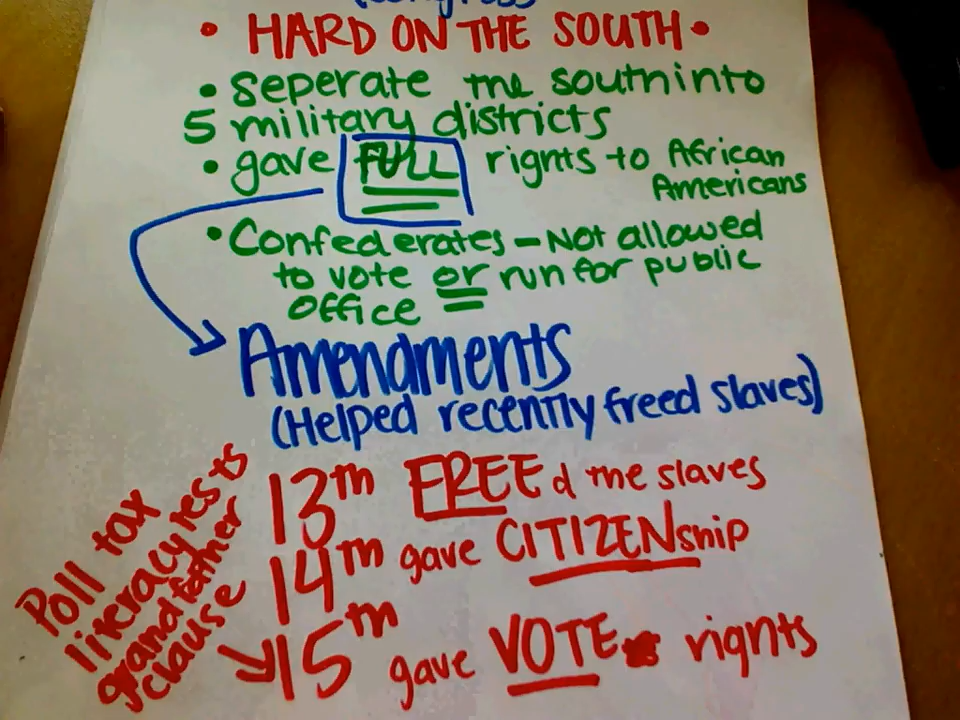 • HARD ON THE SOUTH •
• seperate the south into
5 military districts
• gave FULL rights to African
Americans
• Confederates - Not allowed
to vote or run for public
office
Amendments
(Helped recently freed slaves)
13th FREEd the slaves
14th gave CITIZENship
15th gave VOTE rights
Poll tax
literacy tests
grandfather
clause